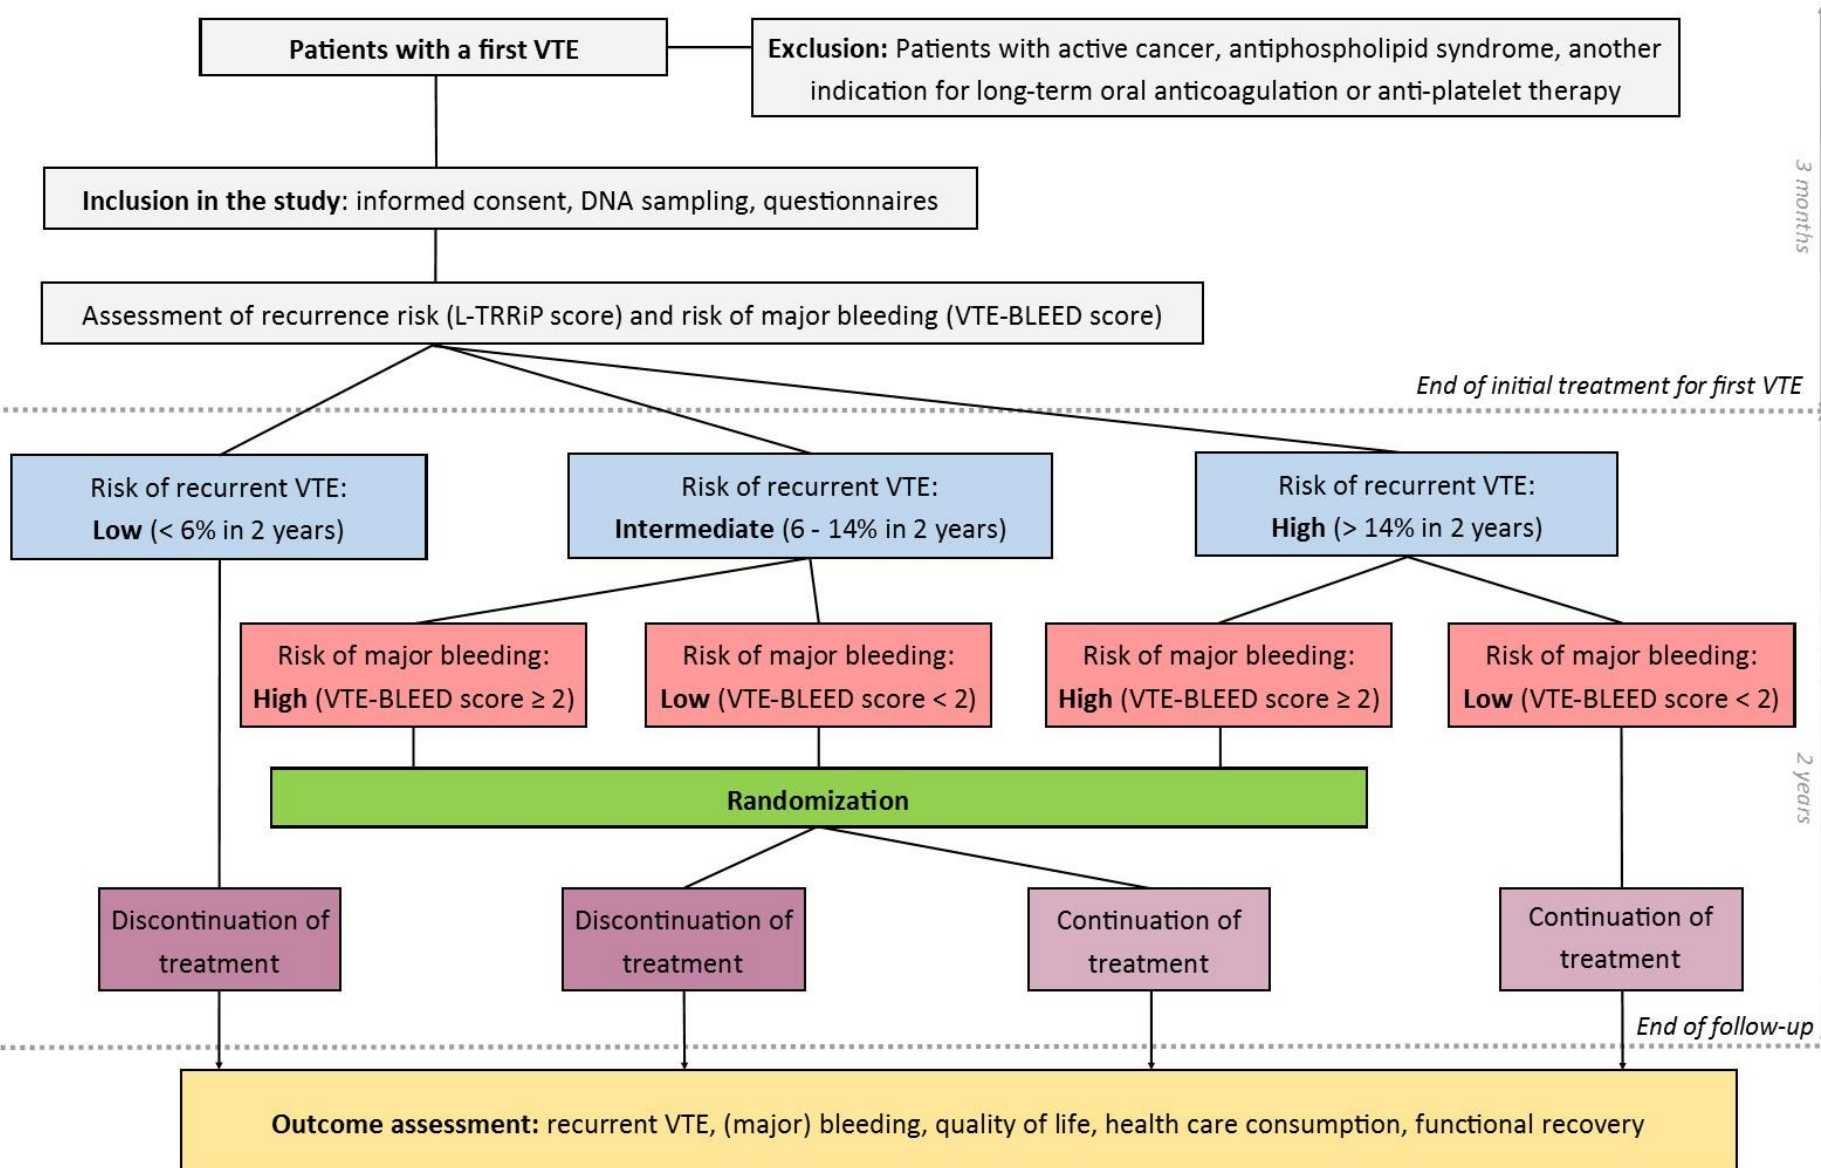 Patients with a first VTE
Exclusion: Patients with active cancer, antiphospholipid syndrome, another
indication for long-term oral anticoagulation or anti-platelet therapy
3 months
Inclusion in the study: informed consent, DNA sampling, questionnaires
Assessment of recurrence risk (L-TRRiP score) and risk of major bleeding (VTE-BLEED score)
End of initial treatment for first VTE
Risk of recurrent VTE:
Low (< 6% in 2 years)
Risk of recurrent VTE:
Intermediate (6 - 14% in 2 years)
Risk of recurrent VTE:
High (> 14% in 2 years)
Risk of major bleeding:
High (VTE-BLEED score ≥ 2)
Risk of major bleeding:
Low (VTE-BLEED score < 2)
Risk of major bleeding:
High (VTE-BLEED score ≥ 2)
Risk of major bleeding:
Low (VTE-BLEED score < 2)
2 years
Randomization
Discontinuation of
treatment
Discontinuation of
treatment
Continuation of
treatment
Continuation of
treatment
End of follow-up
Outcome assessment: recurrent VTE, (major) bleeding, quality of life, health care consumption, functional recovery